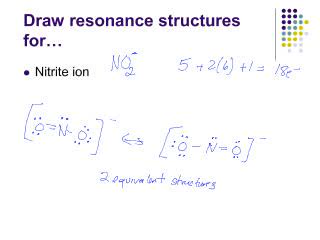 Draw resonance structures
for…
Nitrite ion NO₂⁻ 5 + 2(6) + 1 = 18e⁻
[:Ö=N̈-Ö̤:]⁻ ↔ [:Ö̤-N̈=Ö:]⁻
2 equivalent structures